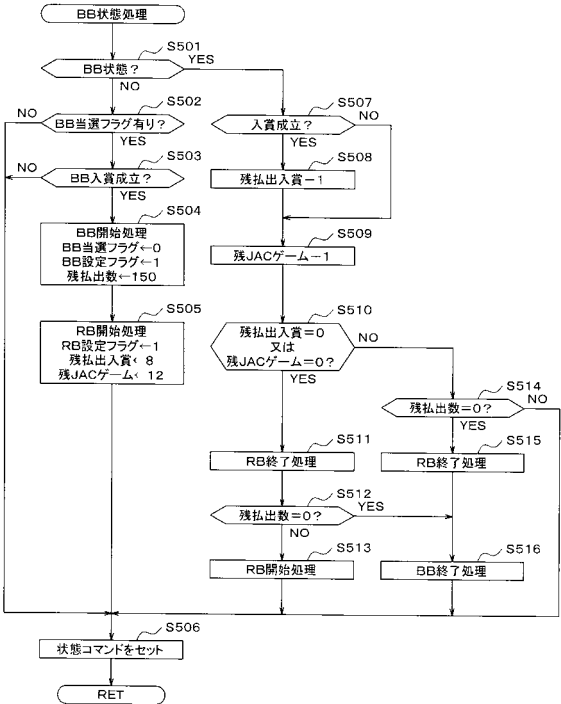 BB状態処理
S501
BB状態？
YES
NO
S502
NO
BB当選フラグ有り？
YES
S503
NO
BB入賞成立？
YES
S504
BB開始処理
BB当選フラグ←0
BB設定フラグ←1
残払出数←150
S505
RB開始処理
RB設定フラグ←1
残払出入賞← 8
残JACゲーム← 12
S507
入賞成立？
NO
YES
S508
残払出入賞－1
S509
残JACゲーム－1
S510
残払出入賞＝0
又は
残JACゲーム＝0？
NO
YES
S511
RB終了処理
S512
残払出数＝0？
YES
NO
S513
RB開始処理
S514
残払出数＝0？
NO
YES
S515
RB終了処理
S516
BB終了処理
S506
状態コマンドをセット
RET